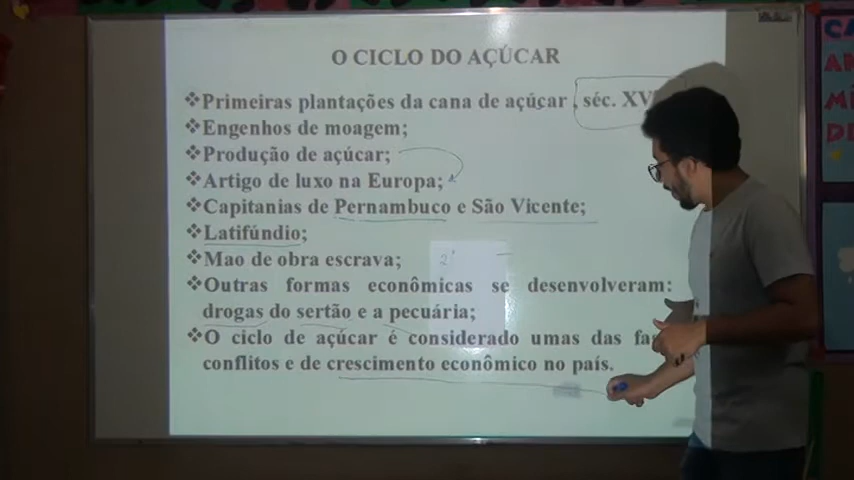 O CICLO DO AÇÚCAR
❖Primeiras plantações da cana de açúcar , séc. XV
❖Engenhos de moagem;
❖Produção de açúcar;
❖Artigo de luxo na Europa;
❖Capitanias de Pernambuco e São Vicente;
❖Latifúndio;
❖Mao de obra escrava;
❖Outras formas econômicas se desenvolveram:
drogas do sertão e a pecuária;
❖O ciclo de açúcar é considerado umas das
conflitos e de crescimento econômico no país.